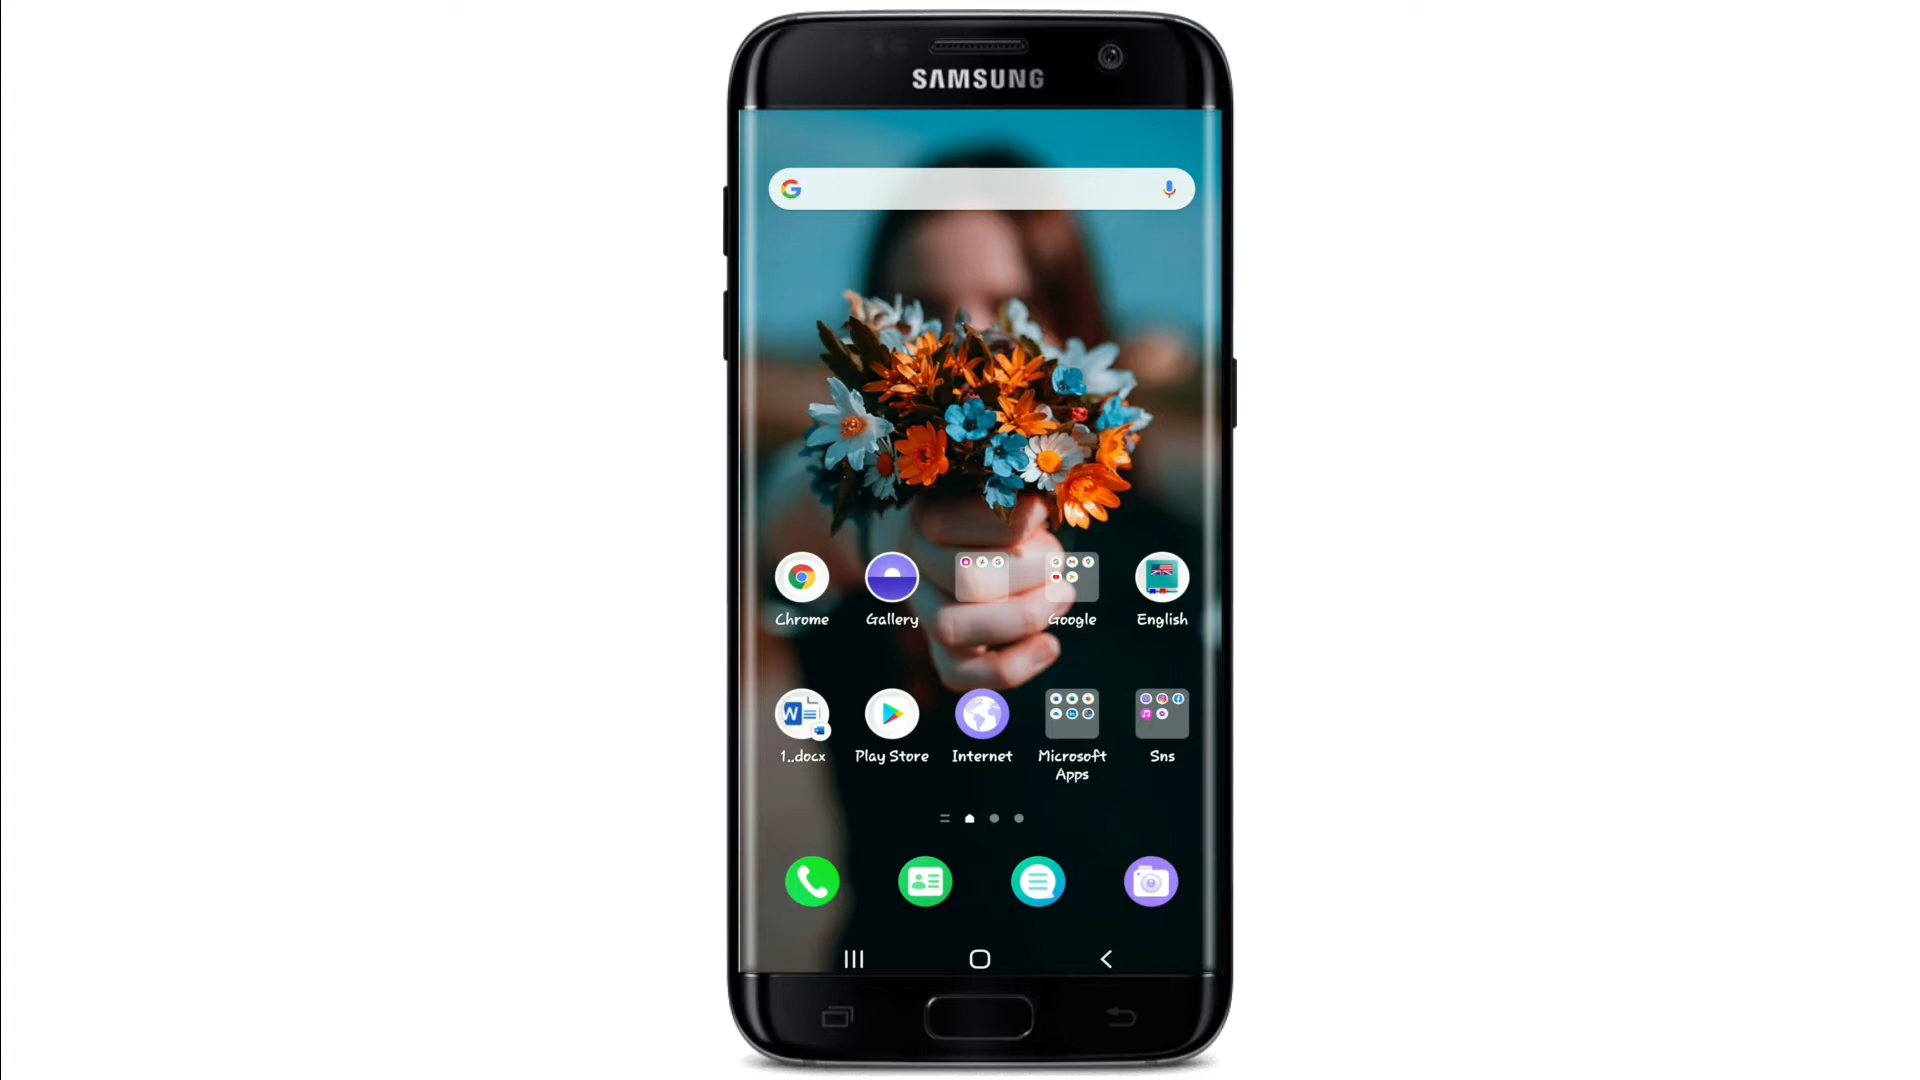 SAMSUNG
Chrome
Gallery
Google
English
1..docx
Play Store
Internet
Microsoft
Apps
Sns